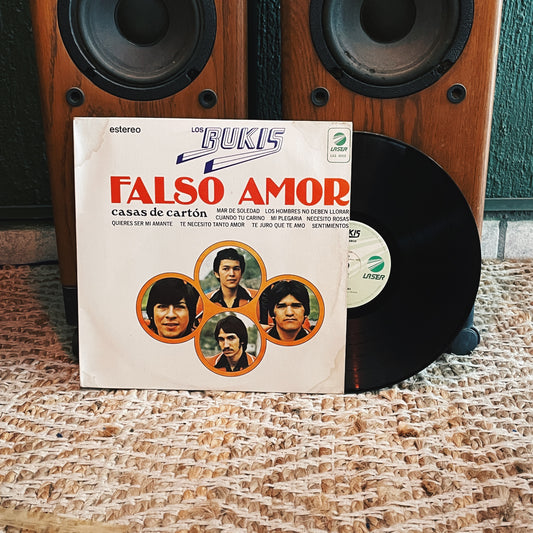 estereo
LOS BUKIS
LASER
FALSO AMOR
casas de cartón
MAR DE SOLEDAD LOS HOMBRES NO DEBEN LLORAR
CUANDO TU CARINO MI PLEGARIA NECESITO ROSAS
QUIERES SER MI AMANTE TE NECESITO TANTO AMOR TE JURO QUE TE AMO SENTIMIENTOS
LASER